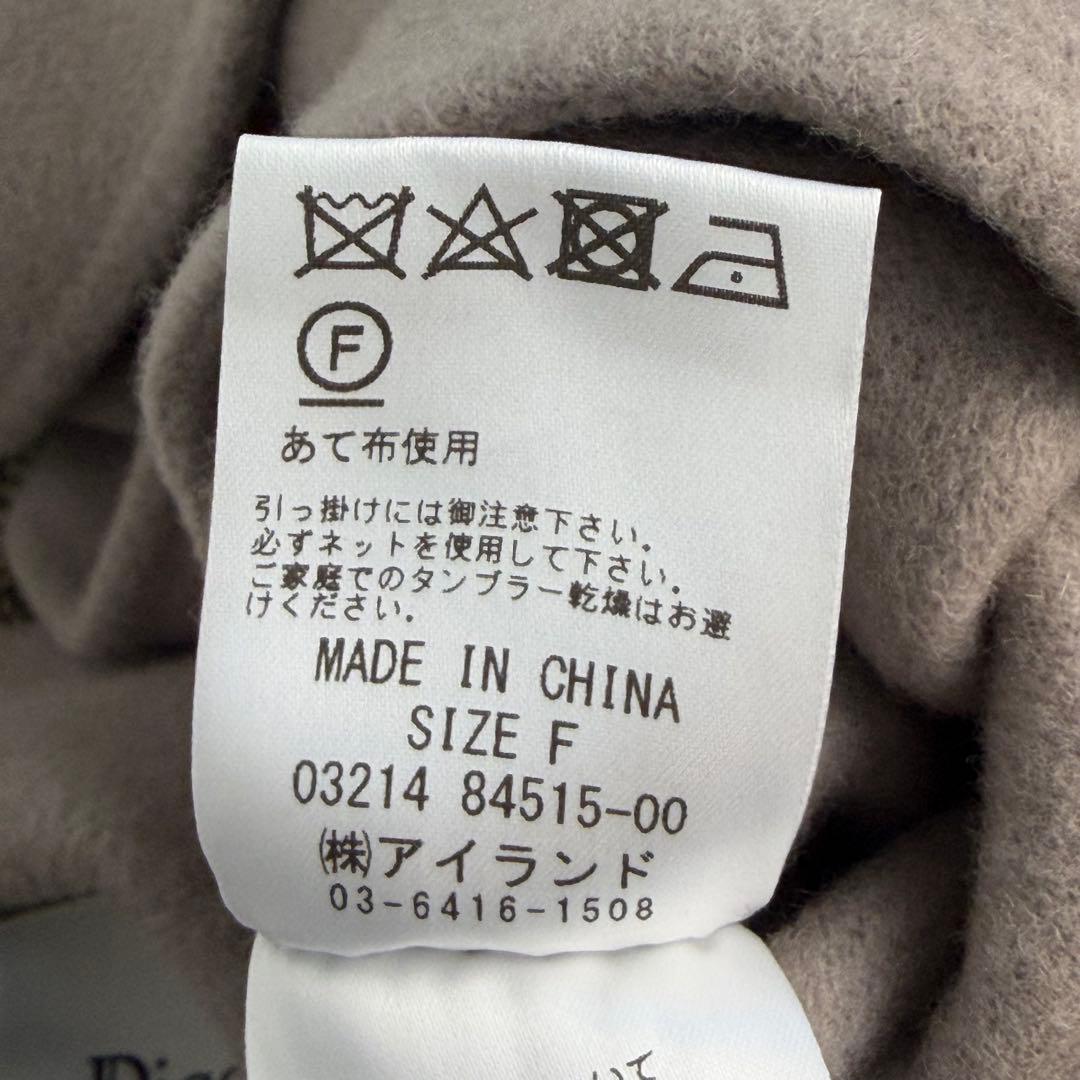 F
あて布使用
引っ掛けには御注意下さい。
必ずネットを使用して下さい。
ご家庭でのタンブラー乾燥はお避
けください。
MADE IN CHINA
SIZE F
03214 84515-00
㈱アイランド
03-6416-1508
いて